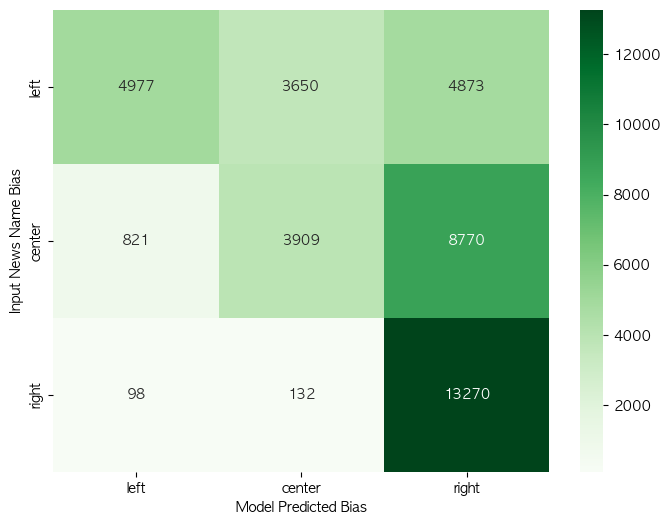 12000
left
4977 3650 4873
10000
Input News Name Bias
8000
center
821 3909 8770
6000
4000
right
98 132 13270
2000
left center right
Model Predicted Bias